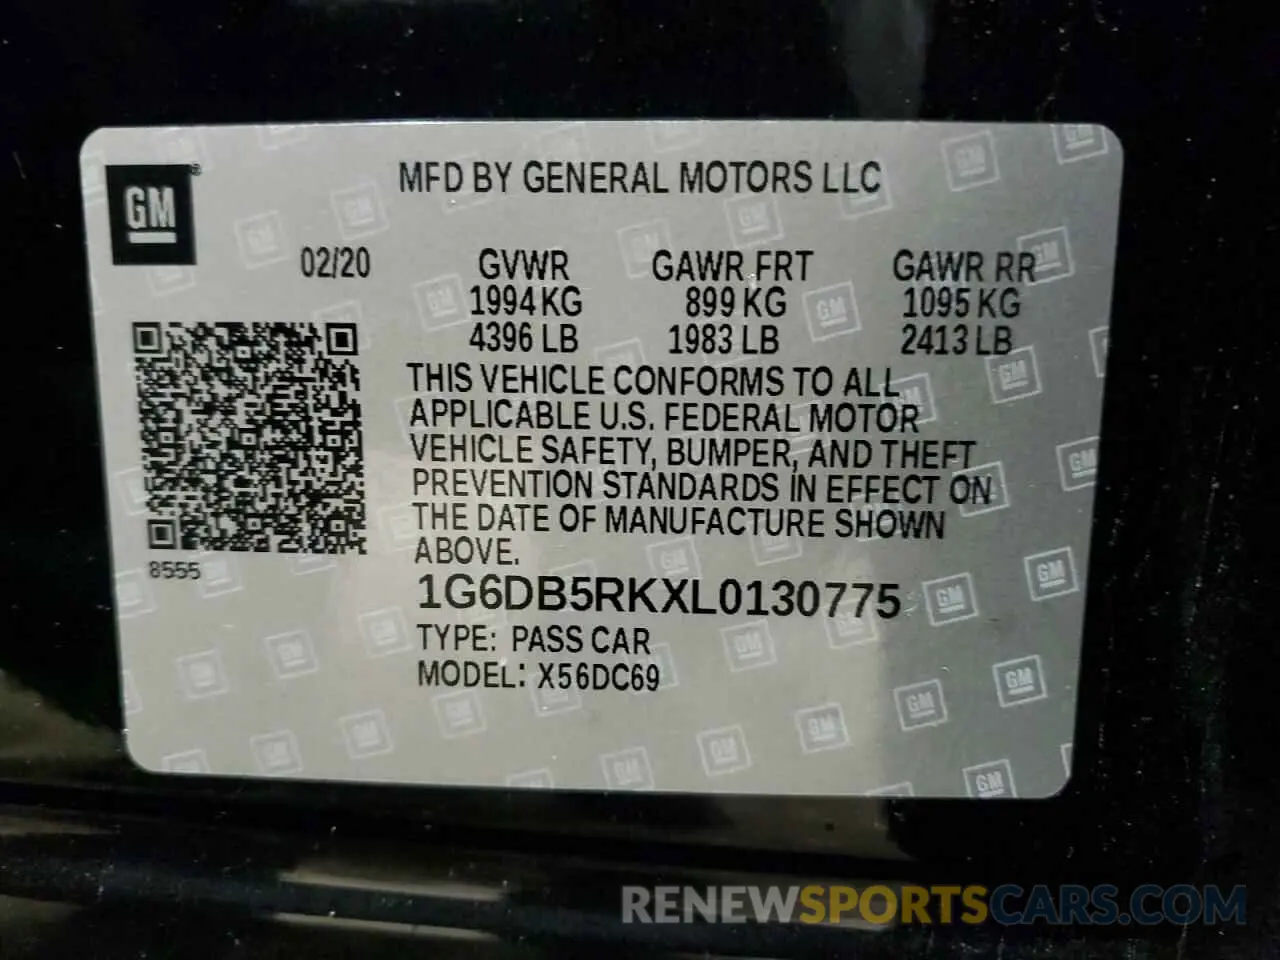 GM ®
MFD BY GENERAL MOTORS LLC
02/20 GVWR GAWR FRT GAWR RR
1994 KG 899 KG 1095 KG
4396 LB 1983 LB 2413 LB
THIS VEHICLE CONFORMS TO ALL
APPLICABLE U.S. FEDERAL MOTOR
VEHICLE SAFETY, BUMPER, AND THEFT
PREVENTION STANDARDS IN EFFECT ON
THE DATE OF MANUFACTURE SHOWN
ABOVE.
8555
1G6DB5RKXL0130775
TYPE: PASS CAR
MODEL: X56DC69
RENEWSPORTSCARS.COM